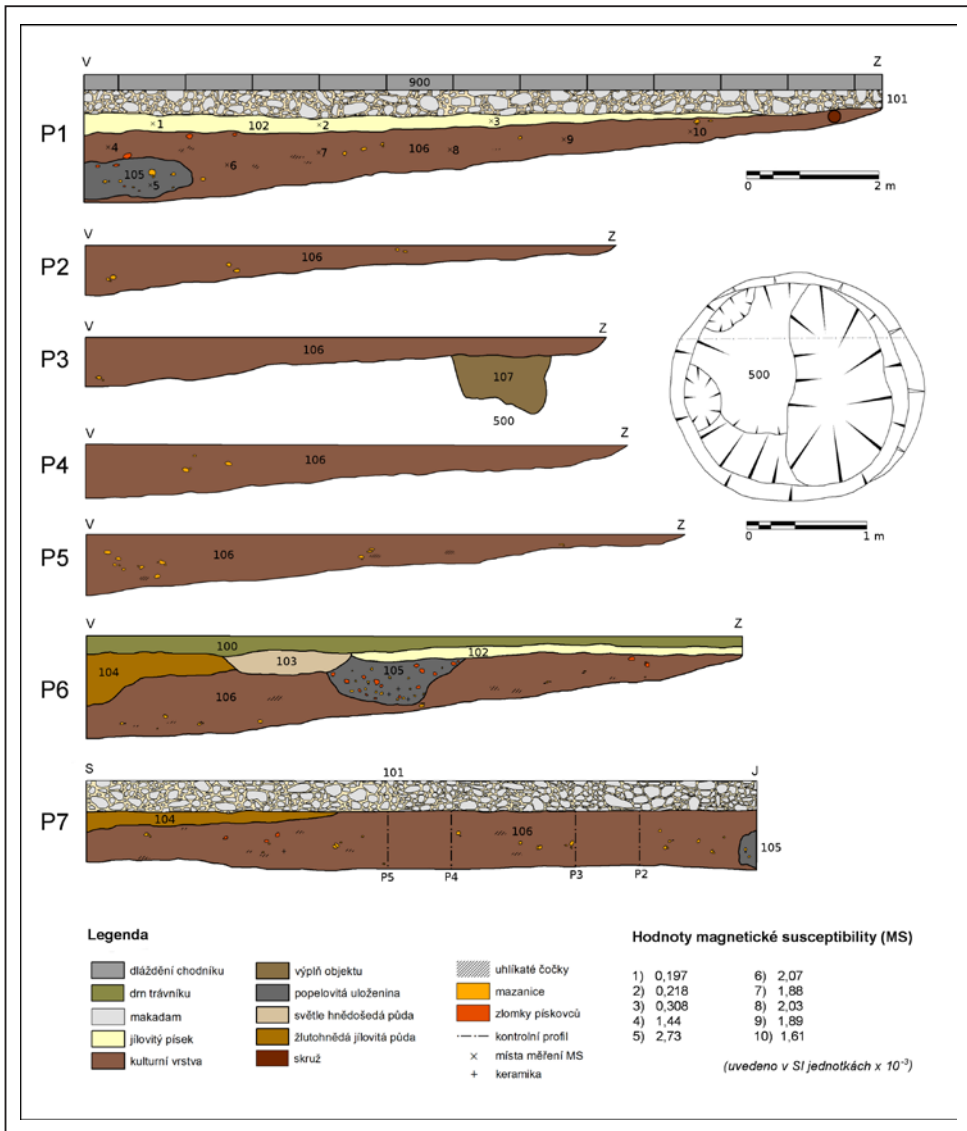 V Z
900
101
P1
×1 102 ×2 ×3 ×10
×4 106 ×7 ×8 ×9
105 ×6
×5
0 2 m
V Z
P2
106
V Z
P3
106
107
500
500
0 1 m
V Z
P4
106
V Z
P5
106
V Z
P6
100
102
103
104
105
106
S 101 J
P7
104
106
105
P5 P4 P3 P2
Legenda
dláždění chodníku
drn trávníku
makadam
jílovitý písek
kulturní vrstva
výplň objektu
popelovitá uloženina
světle hnědošedá půda
žlutohnědá jílovitá půda
skruž
uhlíkaté čočky
mazanice
zlomky pískovců
kontrolní profil
× místa měření MS
+ keramika
Hodnoty magnetické susceptibility (MS)
1) 0,197 6) 2,07
2) 0,218 7) 1,88
3) 0,308 8) 2,03
4) 1,44 9) 1,89
5) 2,73 10) 1,61
(uvedeno v SI jednotkách x 10⁻³)